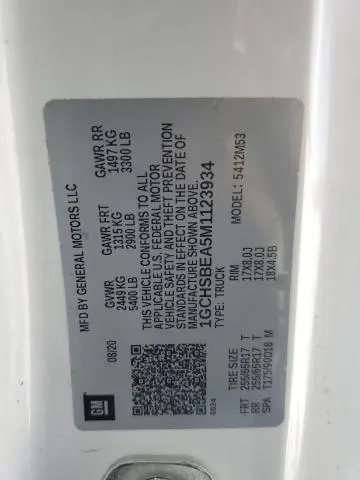 MFD BY GENERAL MOTORS LLC
08/20
GVWR
2449 KG
5400 LB
GAWR FRT
1315 KG
2900 LB
GAWR RR
1497 KG
3300 LB
THIS VEHICLE CONFORMS TO ALL
APPLICABLE U.S. FEDERAL MOTOR
VEHICLE SAFETY AND THEFT PREVENTION
STANDARDS IN EFFECT ON THE DATE OF
MANUFACTURE SHOWN ABOVE.
1GCHSBEA5M1123934
TYPE: TRUCK
MODEL: 5412M53
GM
6524
TIRE SIZE RIM
FRT 255/65R17 T 17X8.0J
RR 255/65R17 T 17X8.0J
SPA T175/90D18 M 18X4.5B